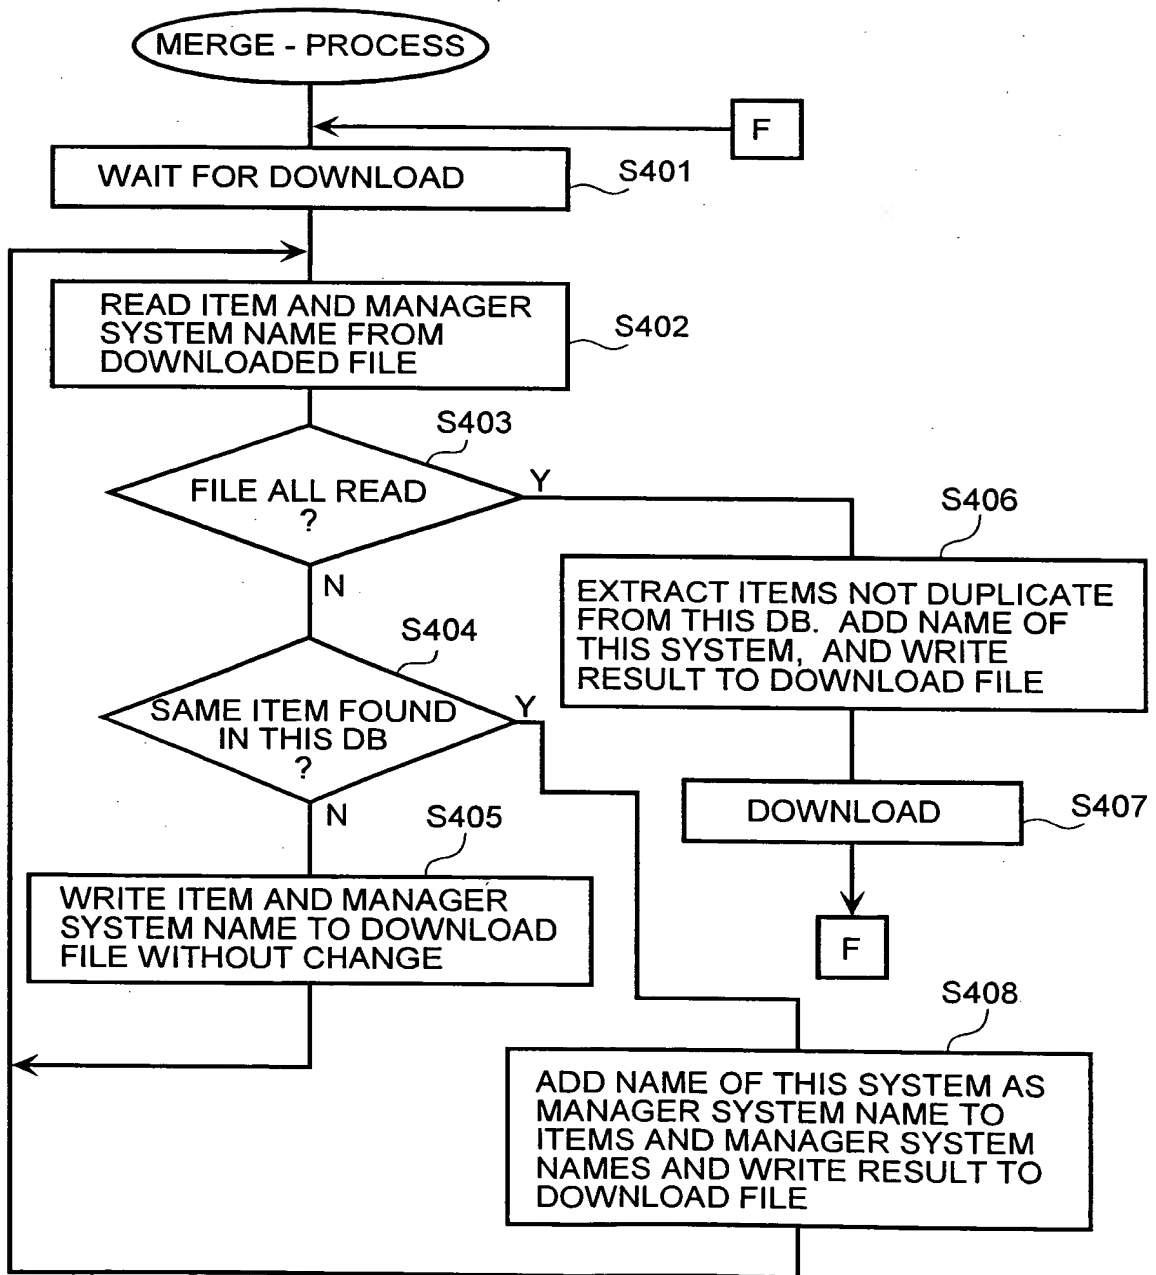 MERGE - PROCESS
F
WAIT FOR DOWNLOAD
S401
READ ITEM AND MANAGER
SYSTEM NAME FROM
DOWNLOADED FILE
S402
S403
FILE ALL READ
?
Y
N
S406
EXTRACT ITEMS NOT DUPLICATE
FROM THIS DB. ADD NAME OF
THIS SYSTEM, AND WRITE
RESULT TO DOWNLOAD FILE
S404
SAME ITEM FOUND
IN THIS DB
?
Y
N
DOWNLOAD
S407
S405
WRITE ITEM AND MANAGER
SYSTEM NAME TO DOWNLOAD
FILE WITHOUT CHANGE
F
S408
ADD NAME OF THIS SYSTEM AS
MANAGER SYSTEM NAME TO
ITEMS AND MANAGER SYSTEM
NAMES AND WRITE RESULT TO
DOWNLOAD FILE